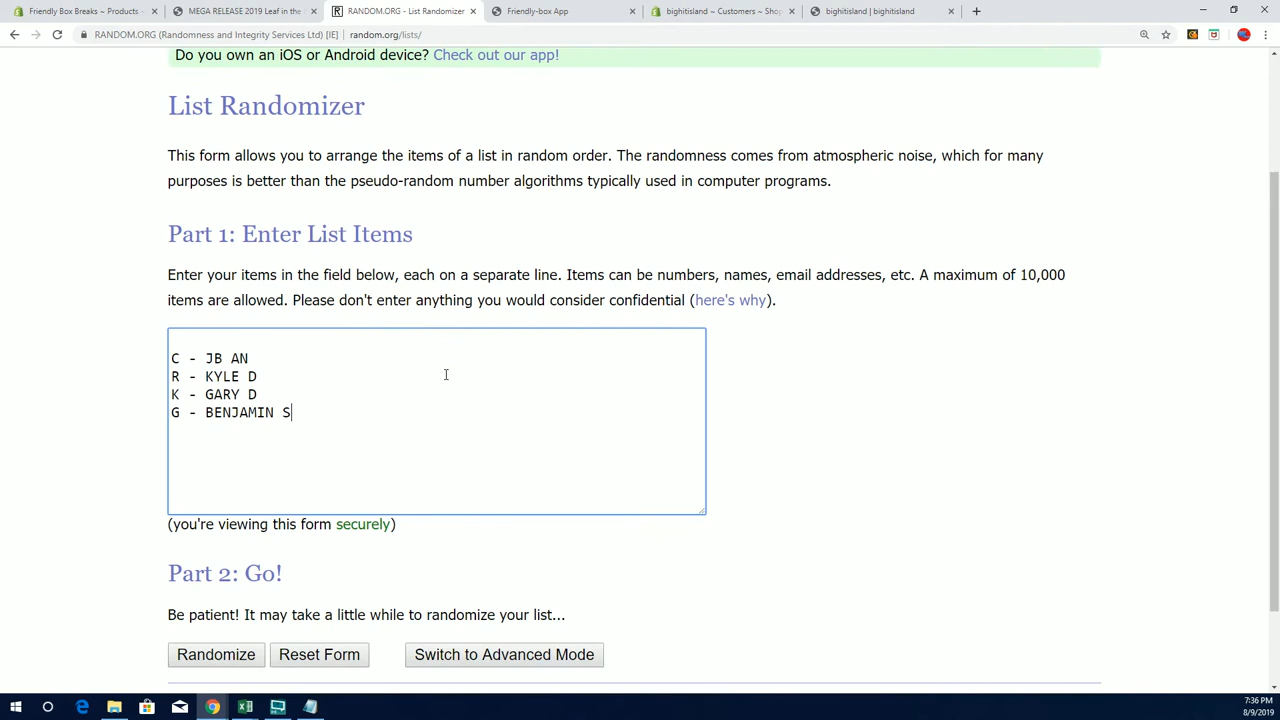 Friendly Box Breaks ~ Products ~
MEGA RELEASE 2019 Leaf in the
RANDOM.ORG - List Randomizer
Friendly-box App
bighitisland ~ Customers ~ Shop
bighitisland | bighitisland
RANDOM.ORG (Randomness and Integrity Services Ltd) [IE] | random.org/lists/
Do you own an iOS or Android device? Check out our app!
List Randomizer
This form allows you to arrange the items of a list in random order. The randomness comes from atmospheric noise, which for many
purposes is better than the pseudo-random number algorithms typically used in computer programs.
Part 1: Enter List Items
Enter your items in the field below, each on a separate line. Items can be numbers, names, email addresses, etc. A maximum of 10,000
items are allowed. Please don't enter anything you would consider confidential (here's why).
C - JB AN
R - KYLE D
K - GARY D
G - BENJAMIN S
(you're viewing this form securely)
Part 2: Go!
Be patient! It may take a little while to randomize your list...
Randomize
Reset Form
Switch to Advanced Mode
7:36 PM
8/9/2019